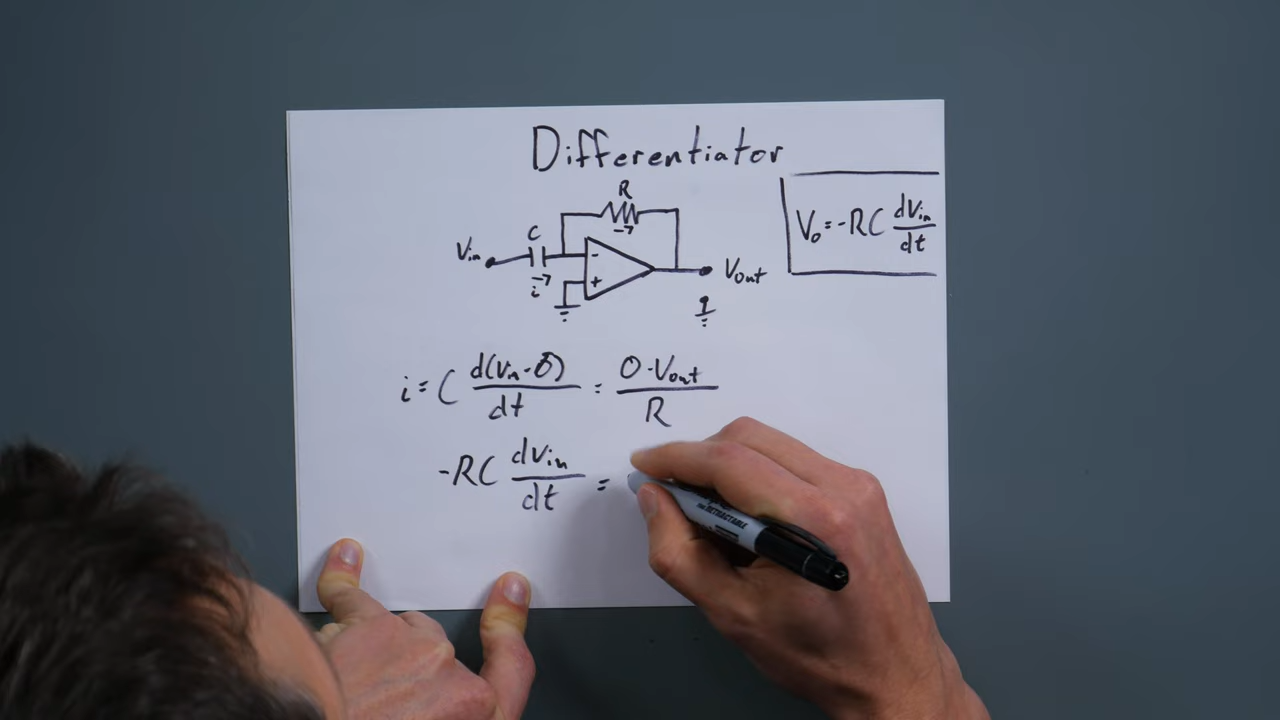 Differentiator
R
C
Vin
-
+
i
Vout
Vo = -RC dVin/dt
i = C d(Vin - 0)/dt = 0 - Vout/R
-RC dVin/dt =
RETRACTABLE